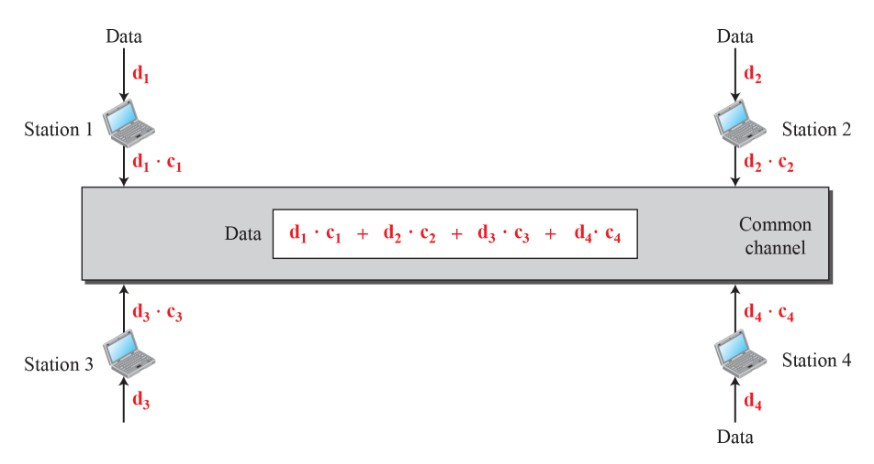 Data
Data
d₁
d₂
Station 1
Station 2
d₁ · c₁
d₂ · c₂
Data
d₁ · c₁ + d₂ · c₂ + d₃ · c₃ + d₄· c₄
Common
channel
d₃ · c₃
d₄ · c₄
Station 3
Station 4
d₃
d₄
Data